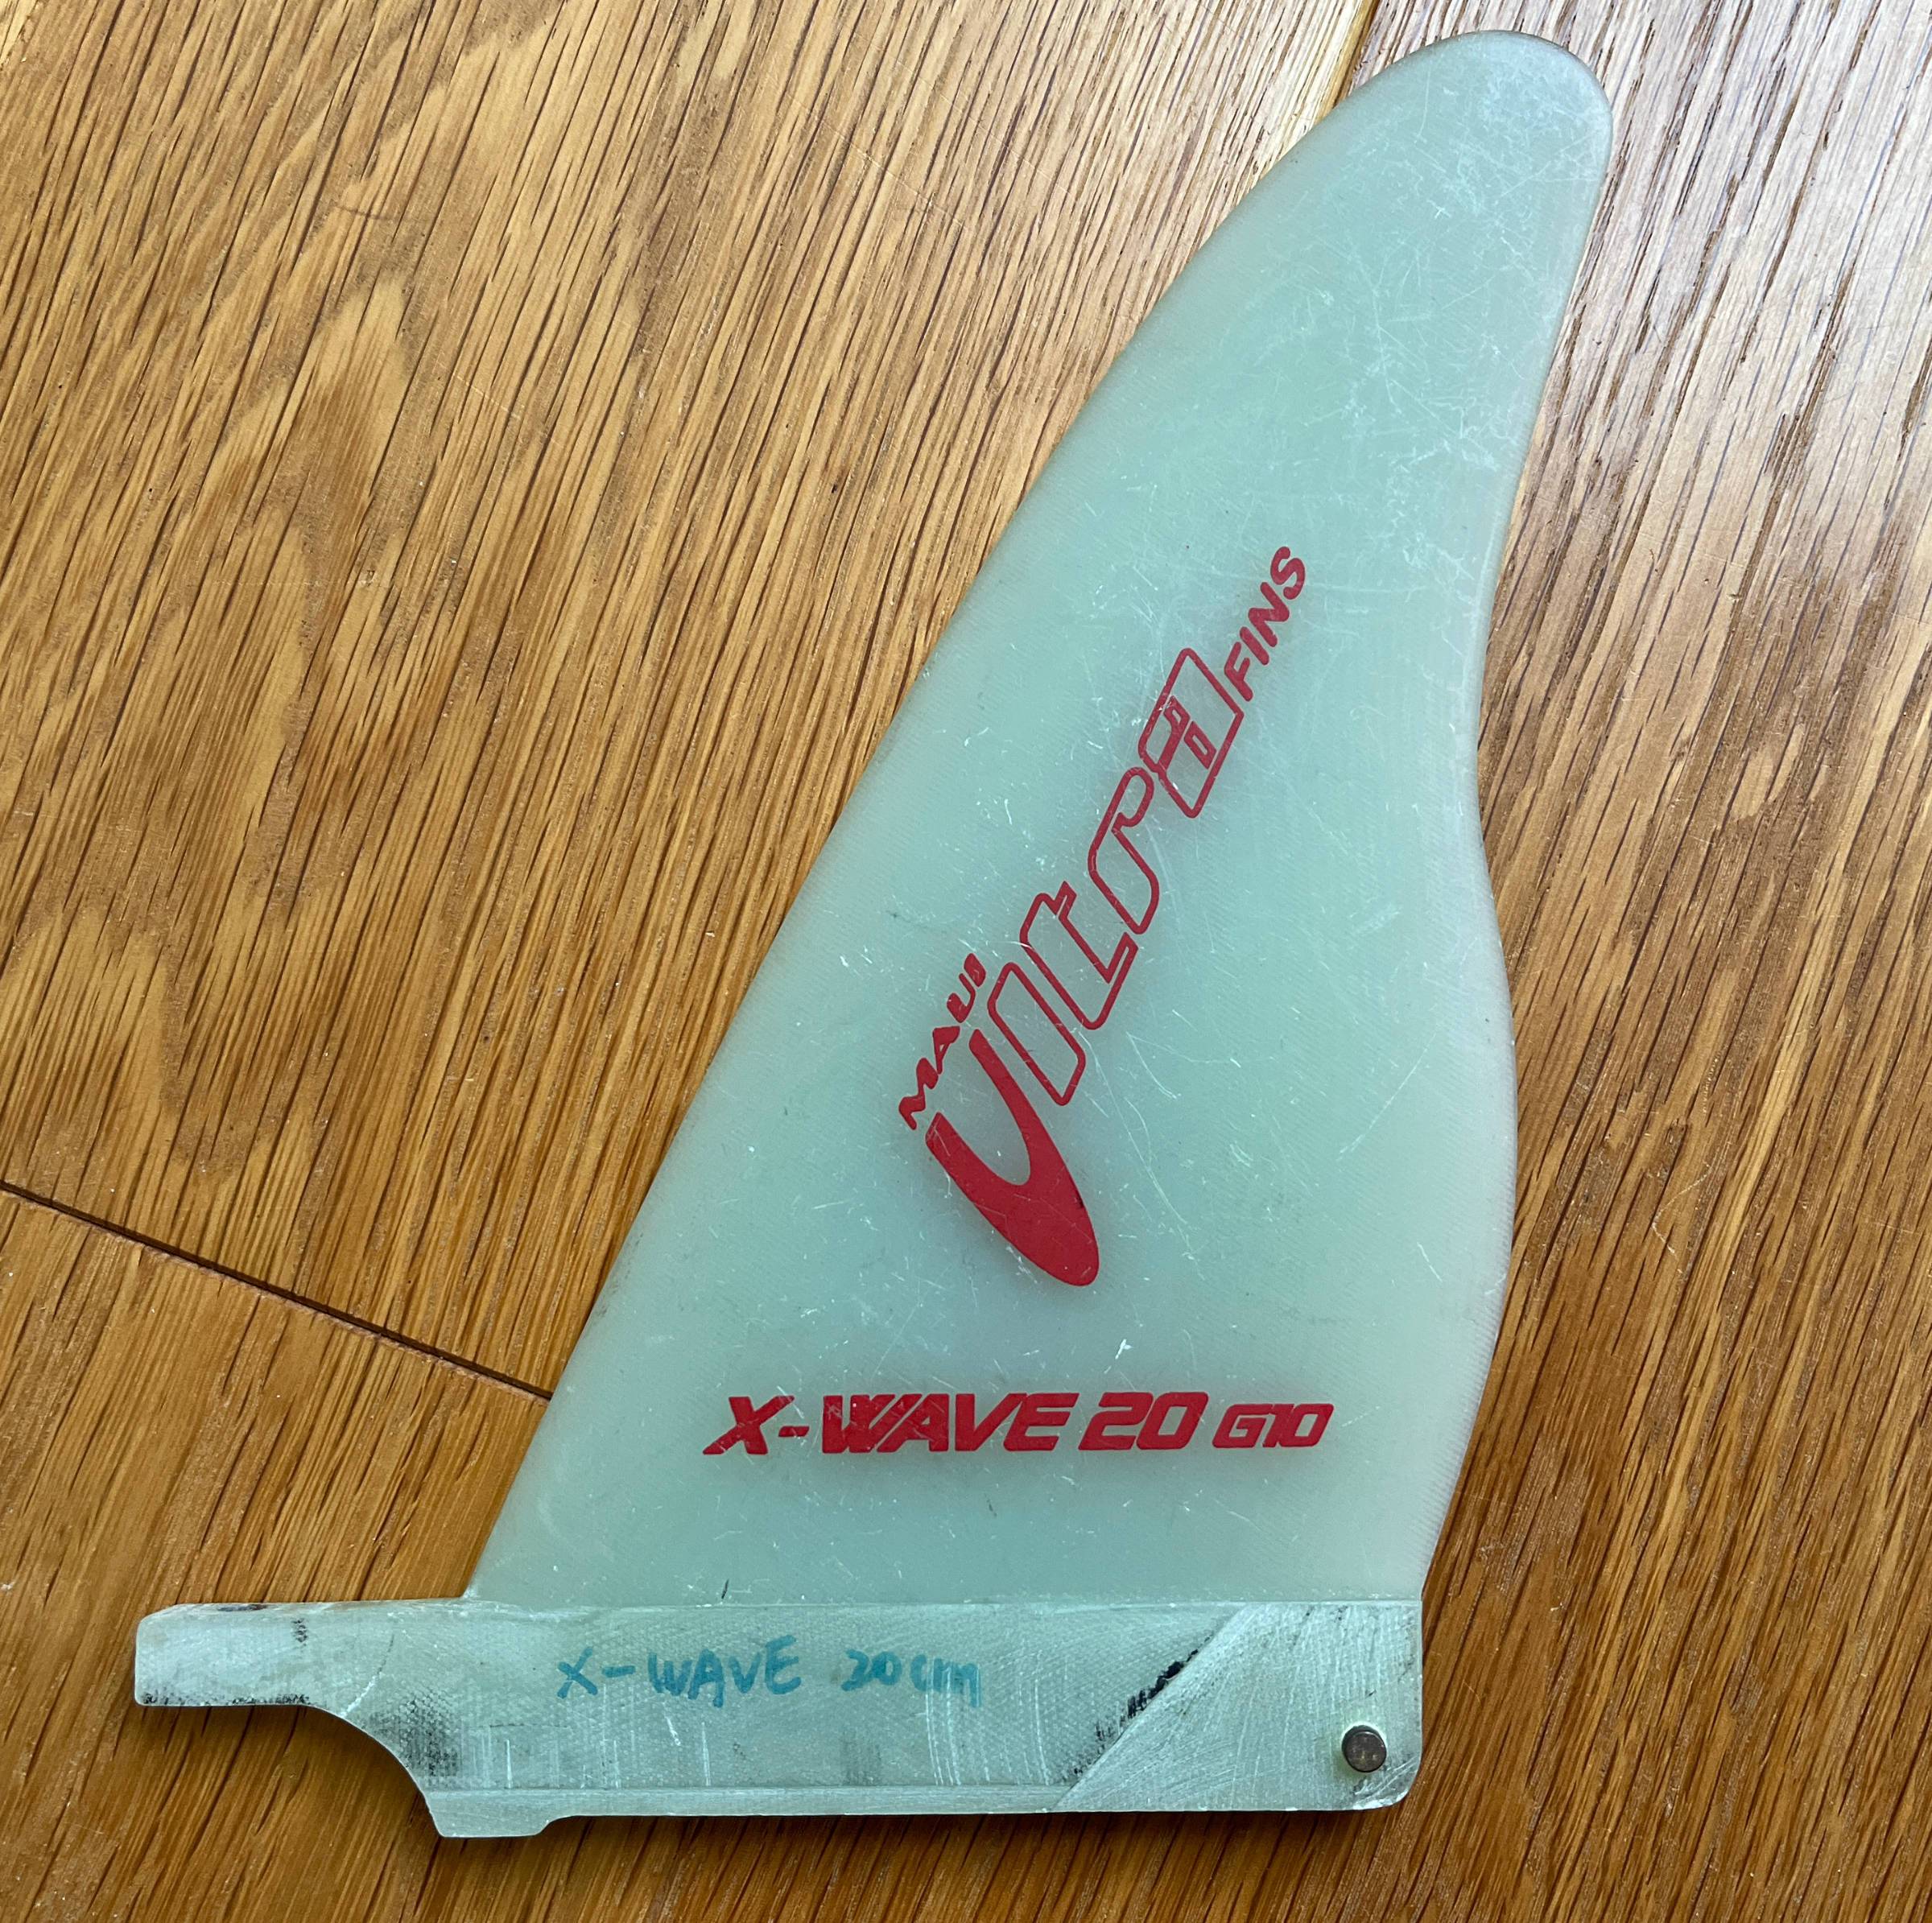 MAUI
Ultra FINS
X-WAVE 20 G10
X-WAVE 20cm